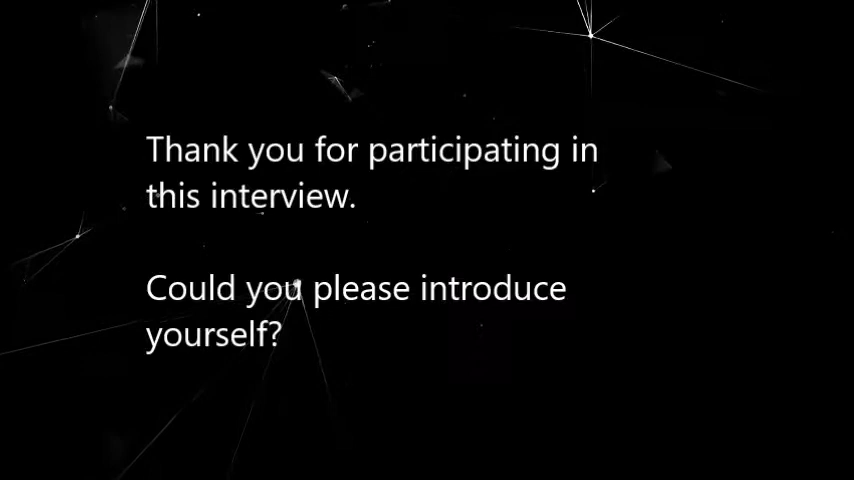 Thank you for participating in
this interview.
Could you please introduce
yourself?